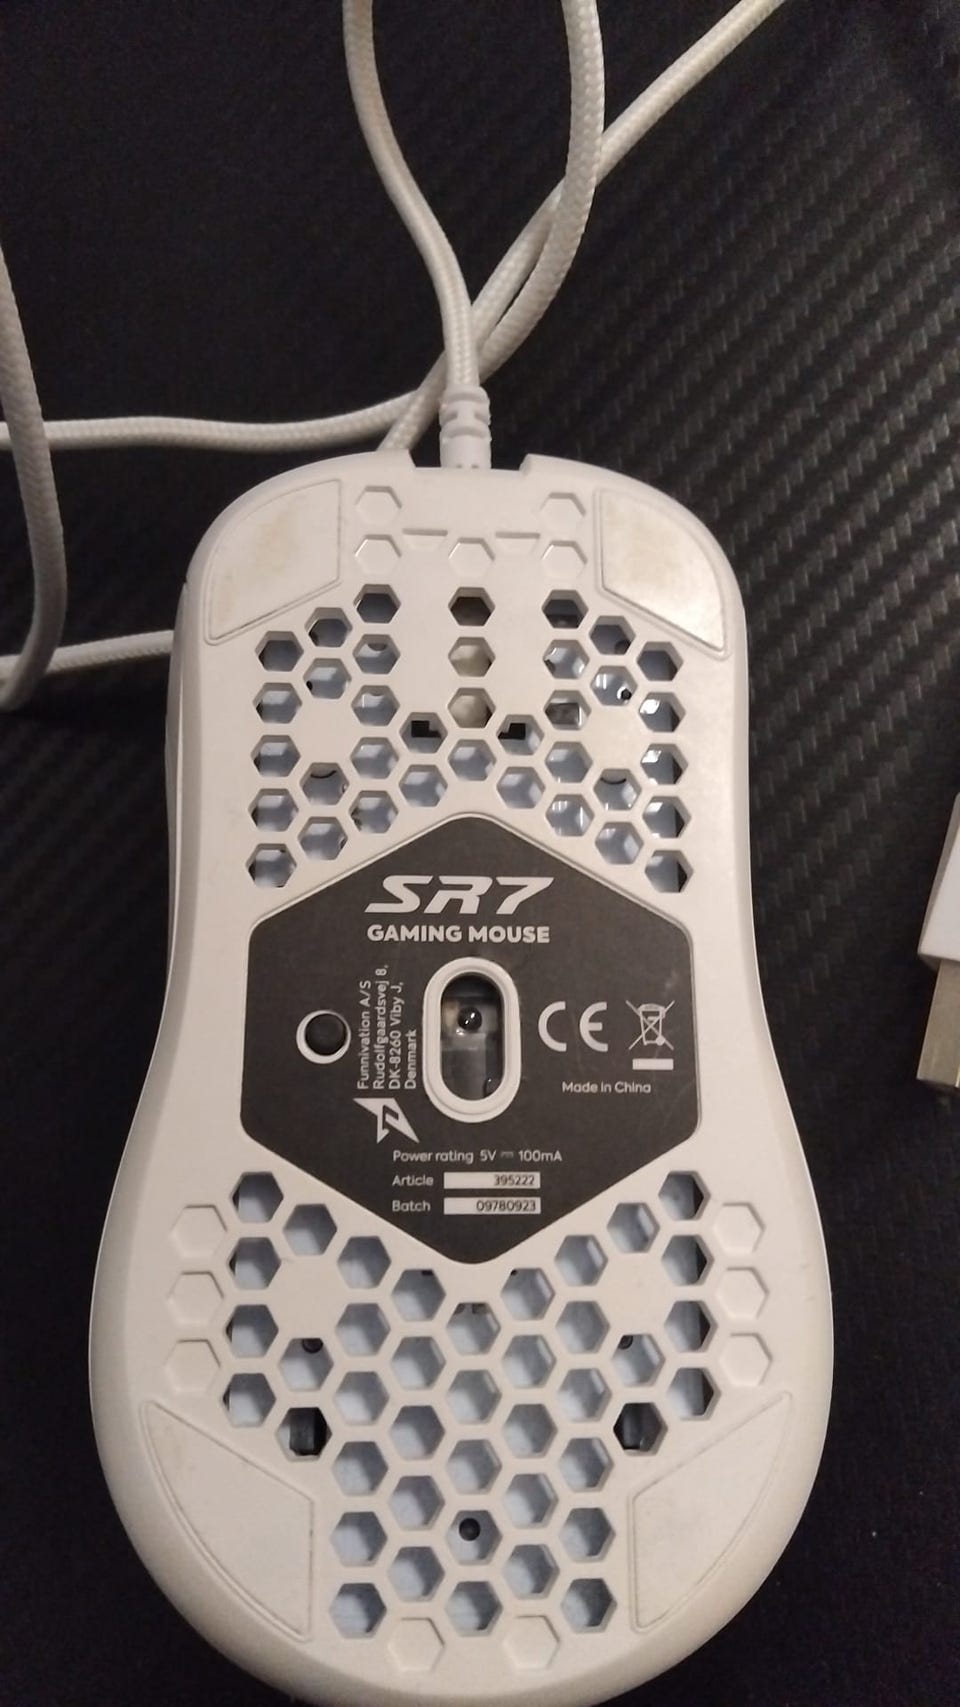 SR7
GAMING MOUSE
Funnivation A/S
Rudolfgaardsvej 8,
DK-8260 Viby J,
Denmark
CE
Made in China
Power rating 5V ⎓ 100mA
Article 395222
Batch 09780923